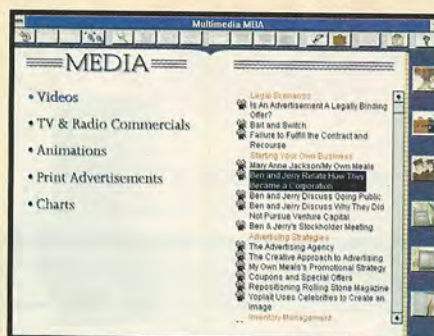 Multimedia MBA
MEDIA
• Videos
• TV & Radio Commercials
• Animations
• Print Advertisements
• Charts
Legal Scenarios
Is An Advertisement A Legally Binding
Offer?
Bait and Switch
Failure to Fulfill the Contract and
Recourse
Starting Your Own Business
Mary Anne Jackson/My Own Meals
Ben and Jerry Relate How They
Became a Corporation
Ben and Jerry Discuss Going Public
Ben and Jerry Discuss Why They Did
Not Pursue Venture Capital
Ben & Jerry's Stockholder Meeting
Advertising Strategies
The Advertising Agency
The Creative Approach to Advertising
My Own Meals's Promotional Strategy
Coupons and Special Offers
Repositioning Rolling Stone Magazine
Yoplait Uses Celebrities to Create an
Image
Inventory Management